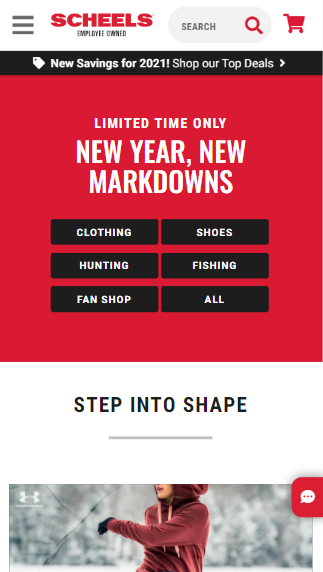 SCHEELS
EMPLOYEE OWNED
SEARCH
New Savings for 2021! Shop our Top Deals
LIMITED TIME ONLY
NEW YEAR, NEW
MARKDOWNS
CLOTHING
SHOES
HUNTING
FISHING
FAN SHOP
ALL
STEP INTO SHAPE